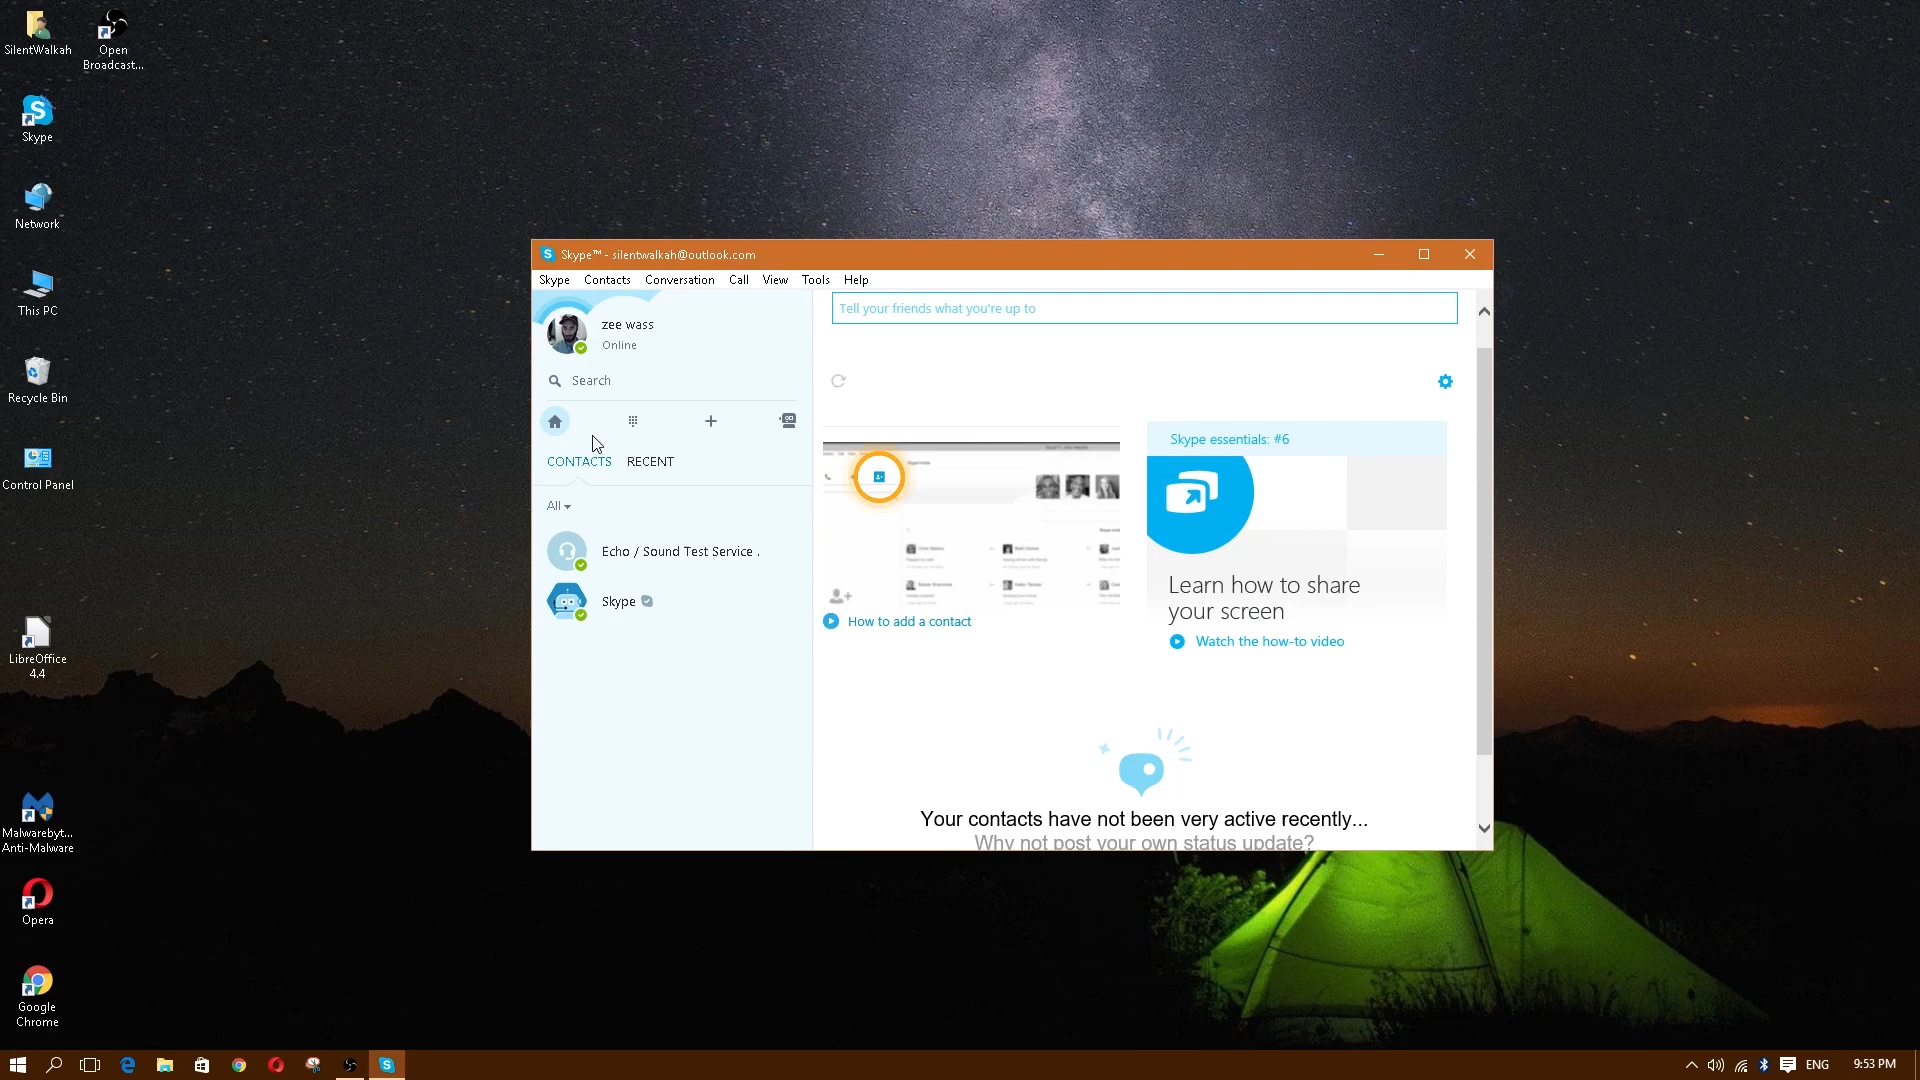 SilentWalkah
Open
Broadcast...
Skype
Network
This PC
Recycle Bin
Control Panel
LibreOffice
4.4
Malwarebyt...
Anti-Malware
Opera
Google
Chrome
Skype™ - silentwalkah@outlook.com
Skype Contacts Conversation Call View Tools Help
zee wass
Online
Search
CONTACTS RECENT
All
Echo / Sound Test Service .
Skype
Tell your friends what you're up to
How to add a contact
Skype essentials: #6
Learn how to share
your screen
Watch the how-to video
Your contacts have not been very active recently...
Why not post your own status update?
ENG
9:53 PM